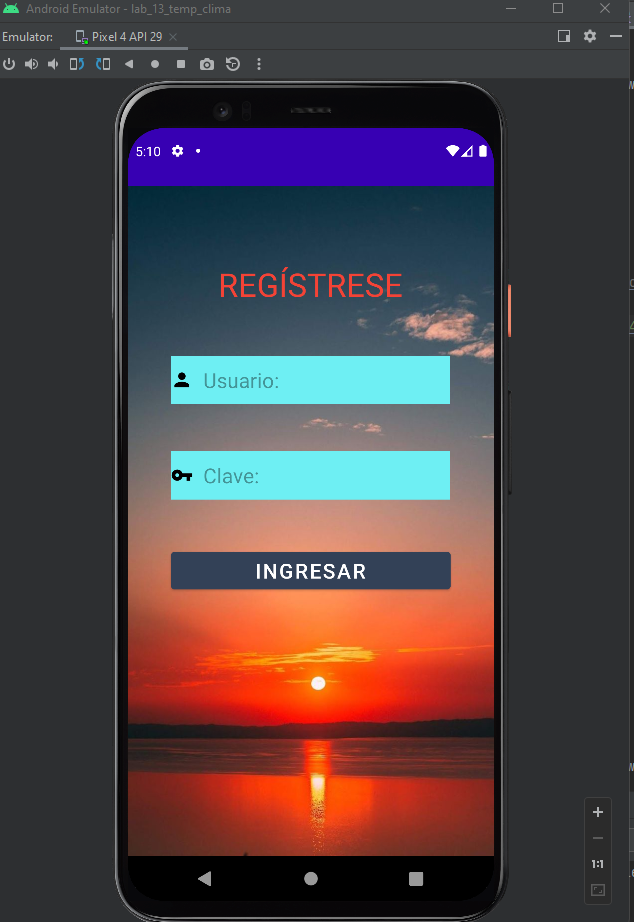 Android Emulator - lab_13_temp_clima
Emulator:
Pixel 4 API 29
5:10
REGÍSTRESE
Usuario:
Clave:
INGRESAR
1:1